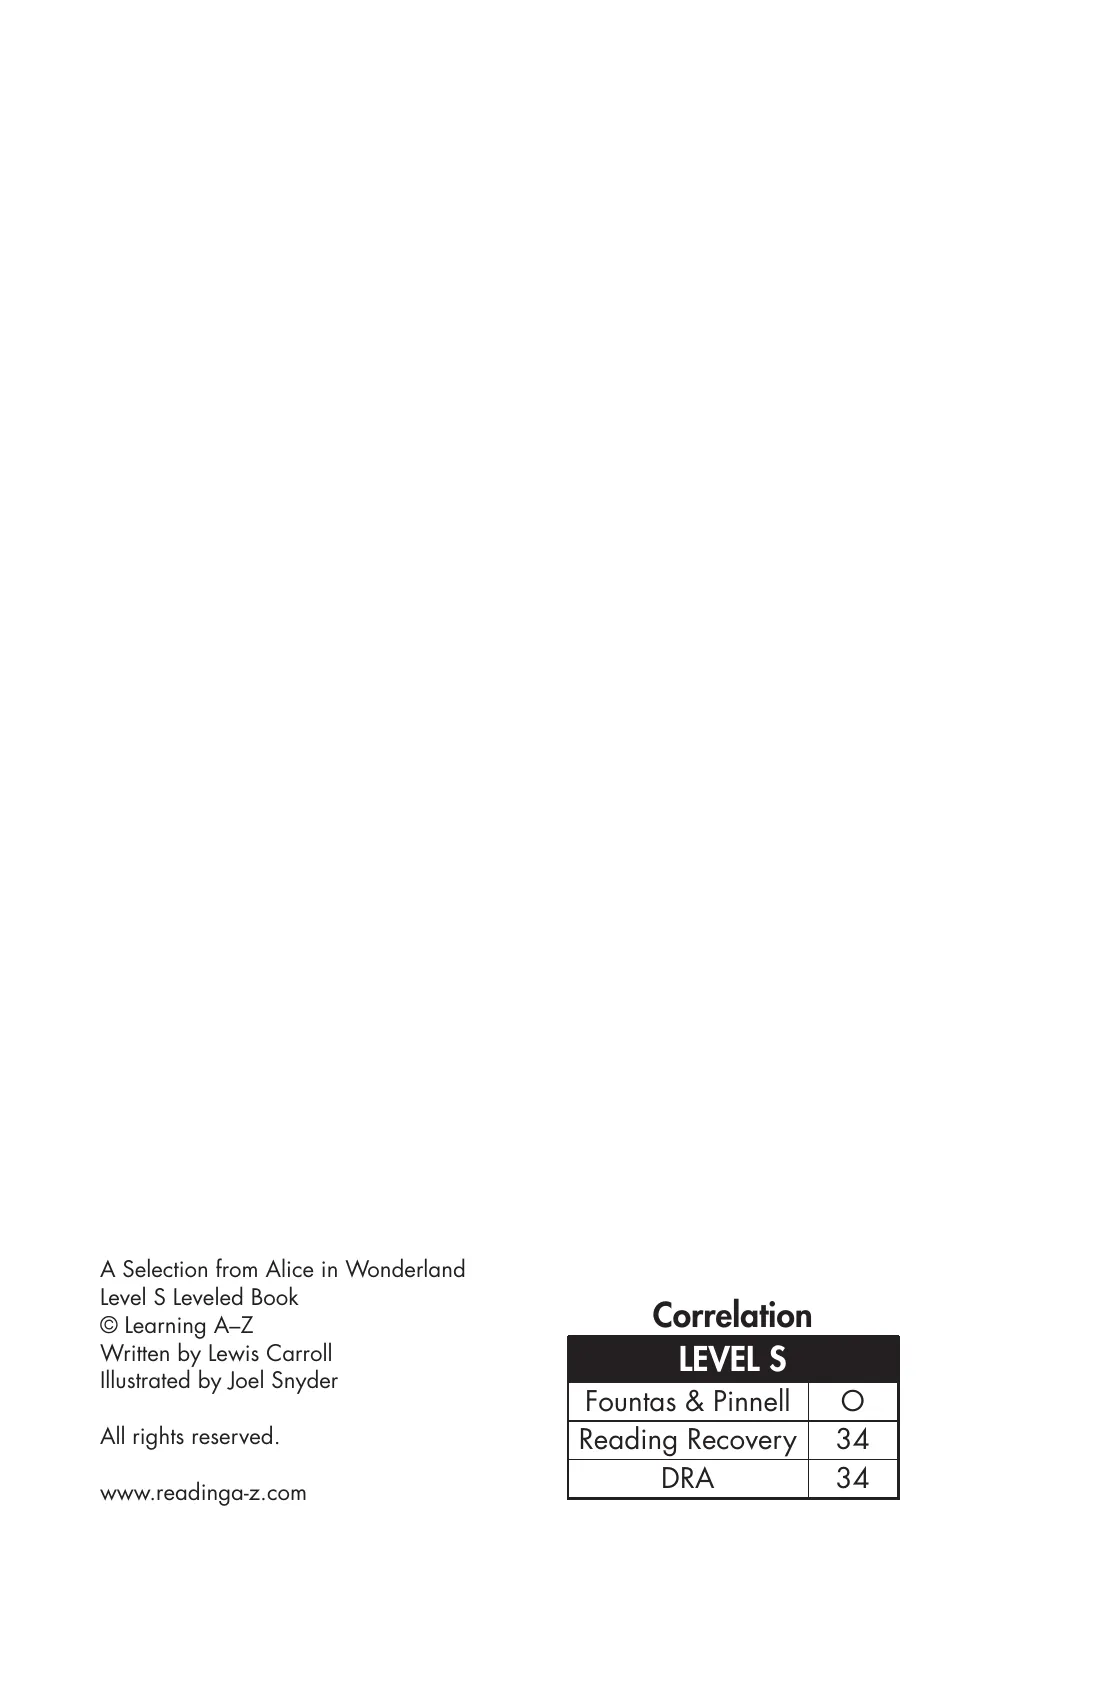 A Selection from Alice in Wonderland
Level S Leveled Book
© Learning A–Z
Written by Lewis Carroll
Illustrated by Joel Snyder
All rights reserved.
www.readinga-z.com
Correlation
LEVEL S
Fountas & Pinnell O
Reading Recovery 34
DRA 34